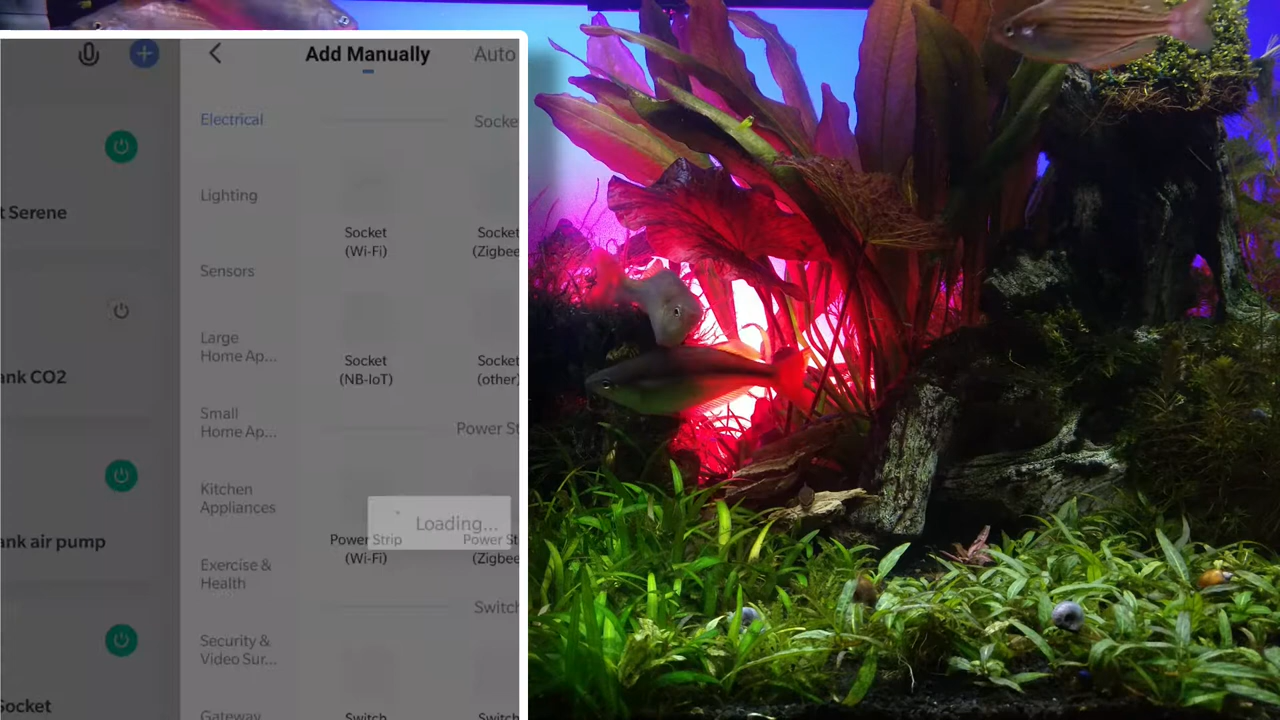 Add Manually
Auto
t Serene
ank CO2
ank air pump
Socket
Electrical
Lighting
Sensors
Large
Home Ap...
Small
Home Ap...
Kitchen
Appliances
Exercise &
Health
Security &
Video Sur...
Gateway
Socke
Socket
(Wi-Fi)
Socket
(Zigbee
Socket
(NB-IoT)
Socket
(other)
Power St
Loading...
Power Strip
(Wi-Fi)
Power St
(Zigbee
Switch
Switch
Switch